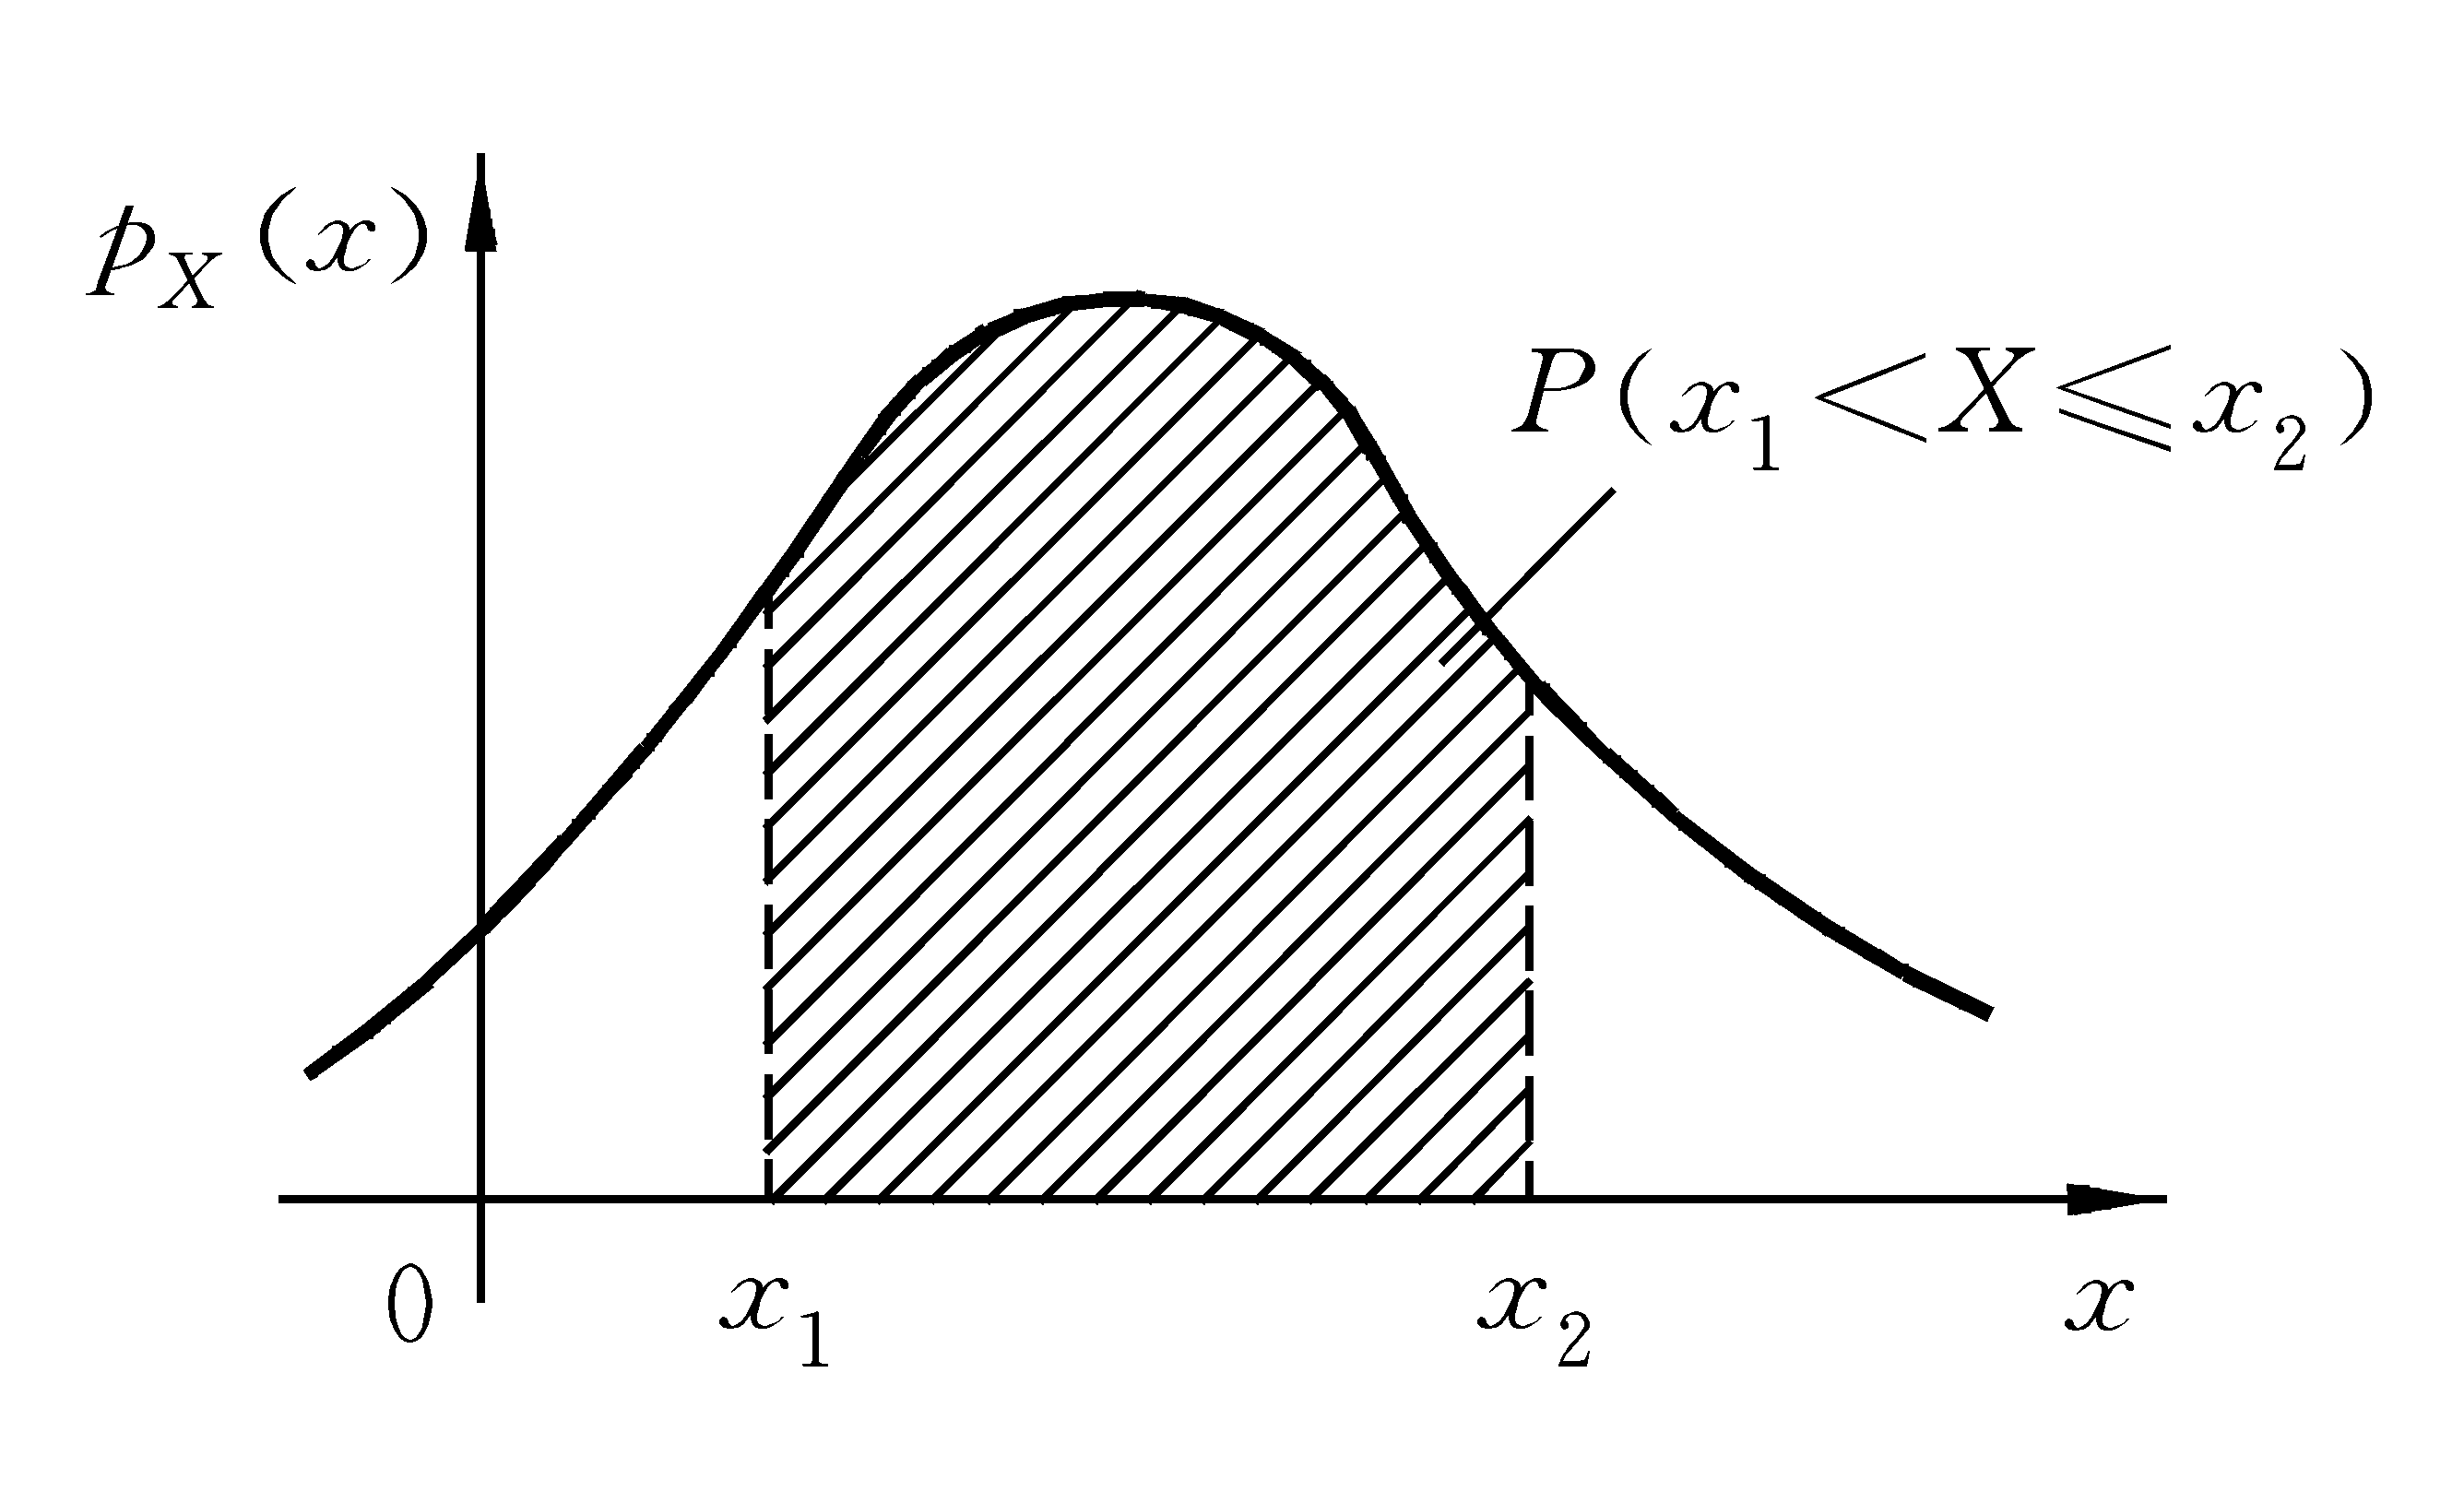 p_X(x)
P(x_1<X⩽x_2)
0
x_1
x_2
x